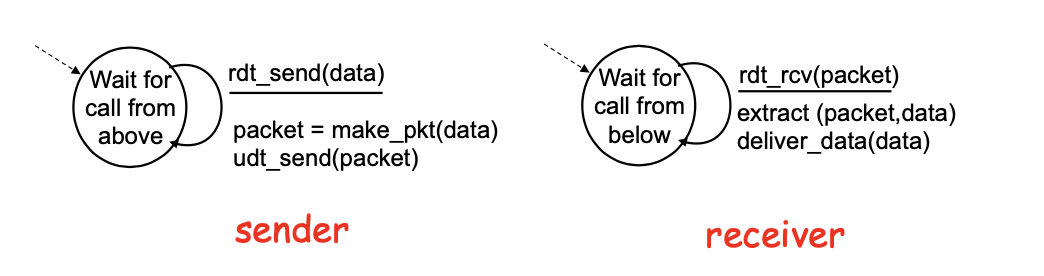 Wait for
call from
above
rdt_send(data)
packet = make_pkt(data)
udt_send(packet)
sender
Wait for
call from
below
rdt_rcv(packet)
extract (packet,data)
deliver_data(data)
receiver